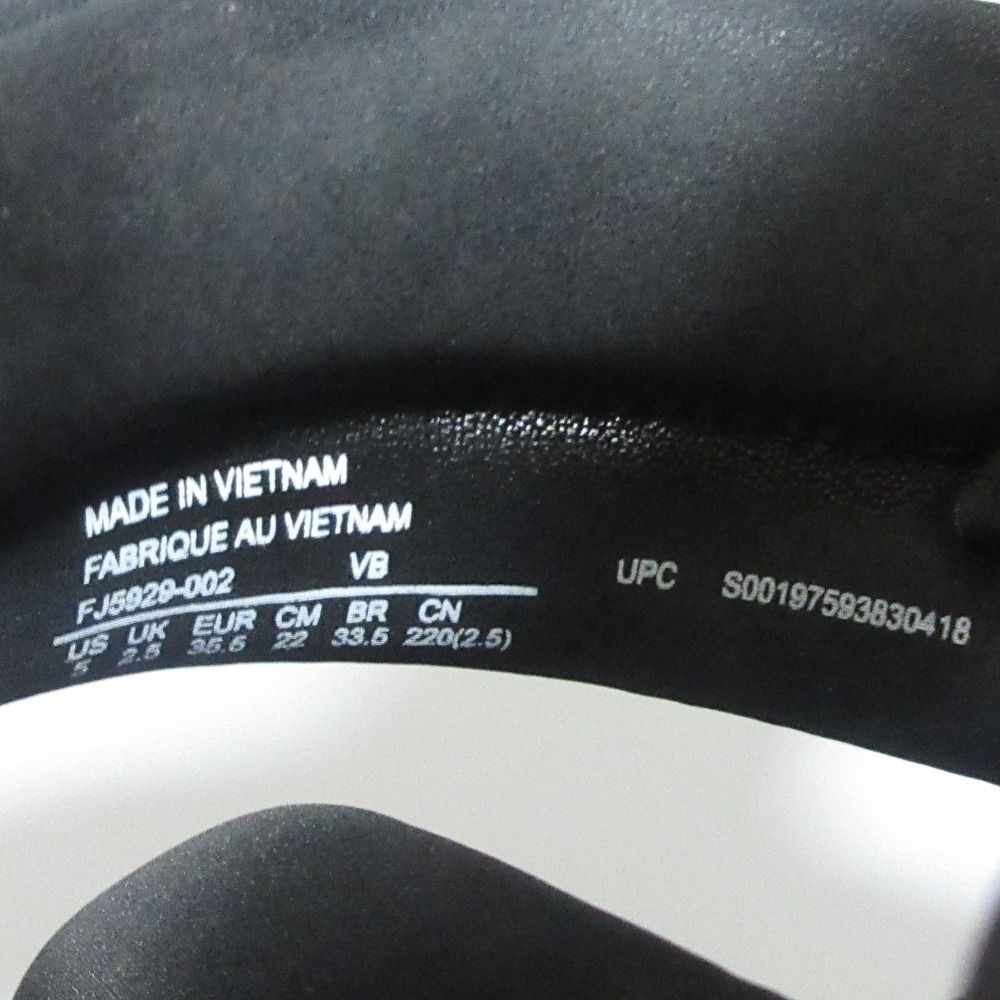 MADE IN VIETNAM
FABRIQUE AU VIETNAM
FJ5929-002 VB
US UK EUR CM BR CN
5 2.5 35.5 22 33.5 220(2.5)
UPC S00197593830418